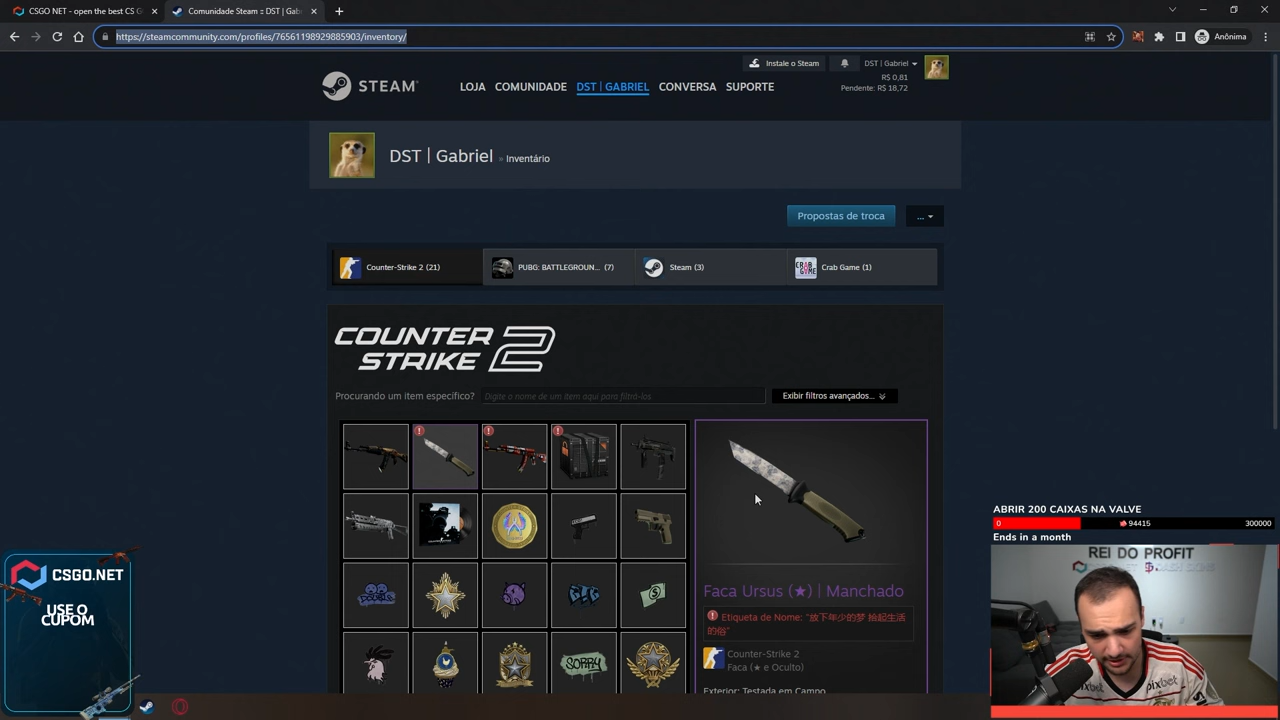 CSGO NET - open the best CS G
Comunidade Steam :: DST | Gab
https://steamcommunity.com/profiles/76561198929885903/inventory/
Anônima
Instale o Steam
DST | Gabriel
R$ 0,81
Pendente: R$ 18,72
STEAM
LOJA COMUNIDADE DST | GABRIEL CONVERSA SUPORTE
DST | Gabriel » Inventário
Propostas de troca
...
Counter-Strike 2 (21)
PUBG: BATTLEGROUN... (7)
Steam (3)
Crab Game (1)
COUNTER
STRIKE 2
Procurando um item específico?
Digite o nome de um item aqui para filtrá-los
Exibir filtros avançados...
SORRY
Faca Ursus (★) | Manchado
Etiqueta de Nome: "放下年少的梦 拾起生活
的俗"
Counter-Strike 2
Faca (★ e Oculto)
Exterior: Testada em Campo
CSGO.NET
USE O
CUPOM
ABRIR 200 CAIXAS NA VALVE
0 94415 300000
Ends in a month
REI DO PROFIT
pixbet